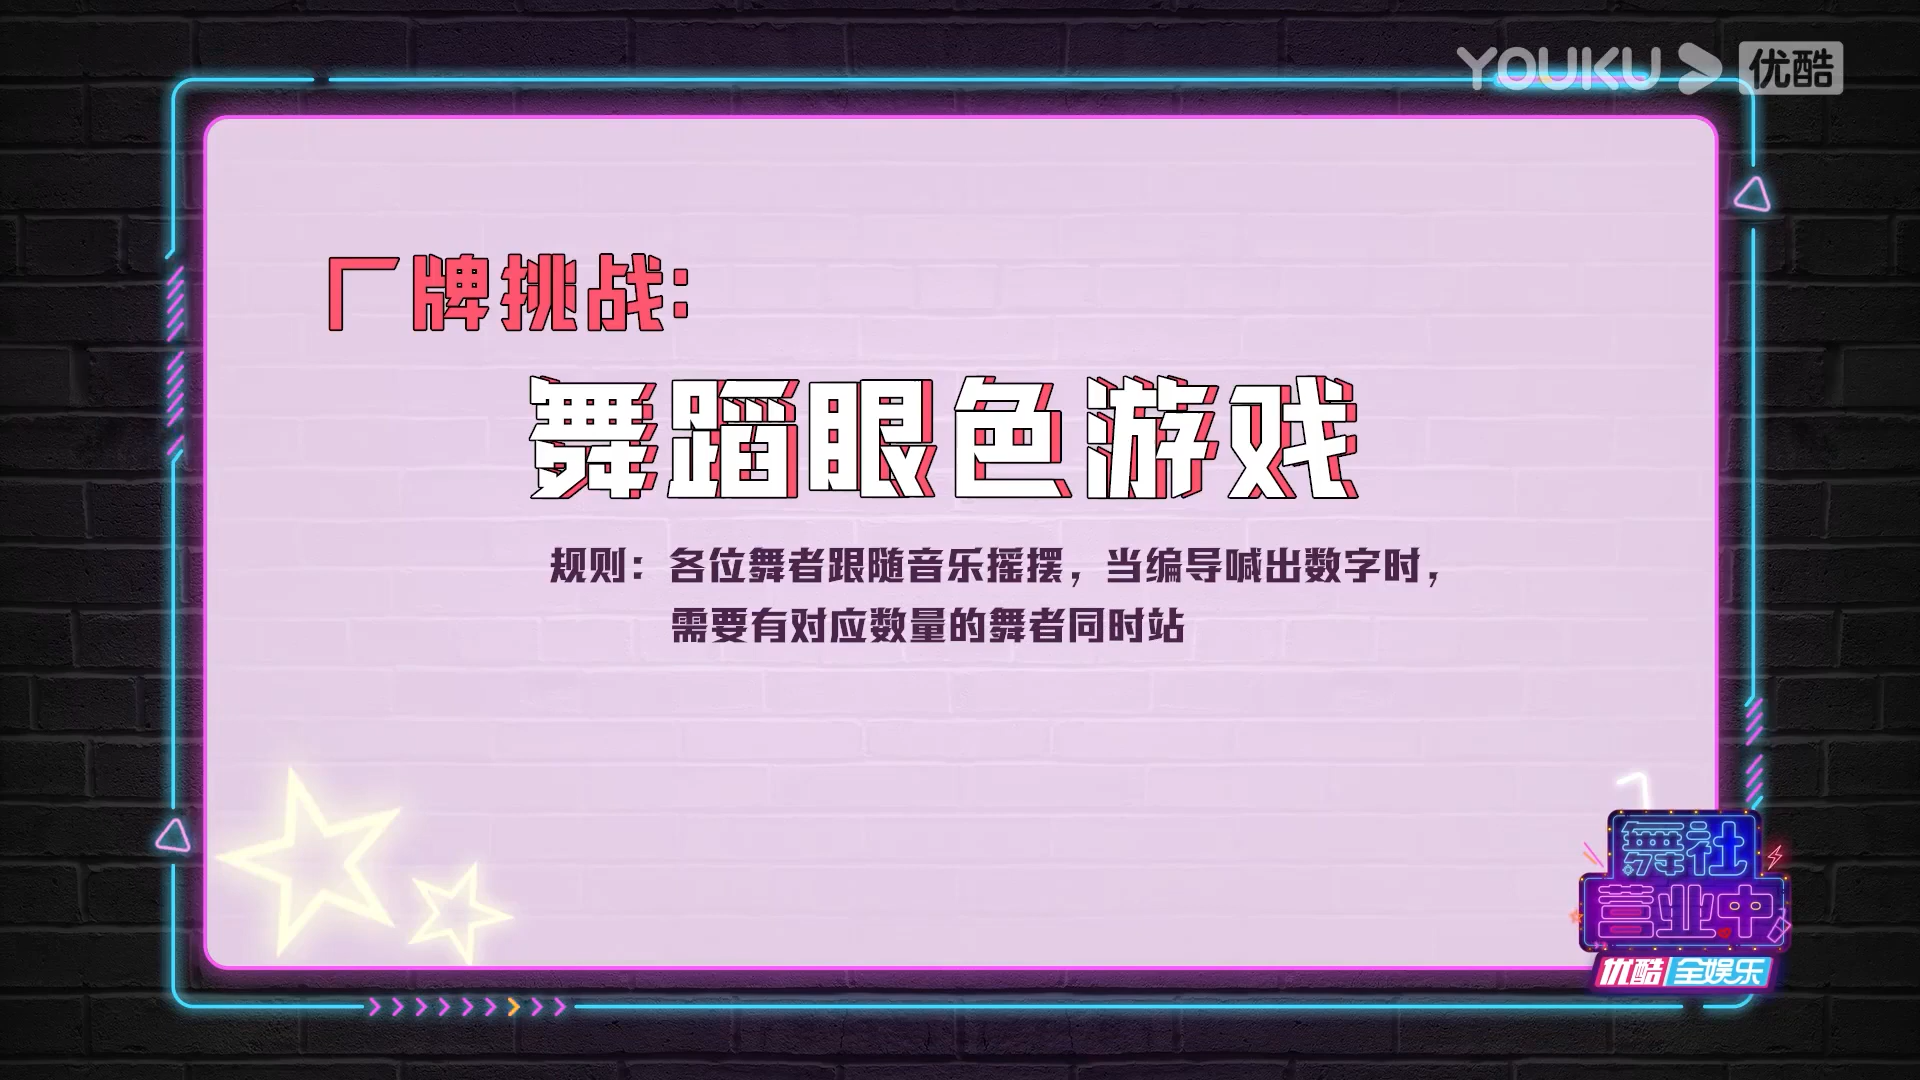 YOUKU 优酷
厂牌挑战:
舞蹈眼色游戏
规则：各位舞者跟随音乐摇摆，当编导喊出数字时，
需要有对应数量的舞者同时站
舞社
营业中
优酷 全娱乐